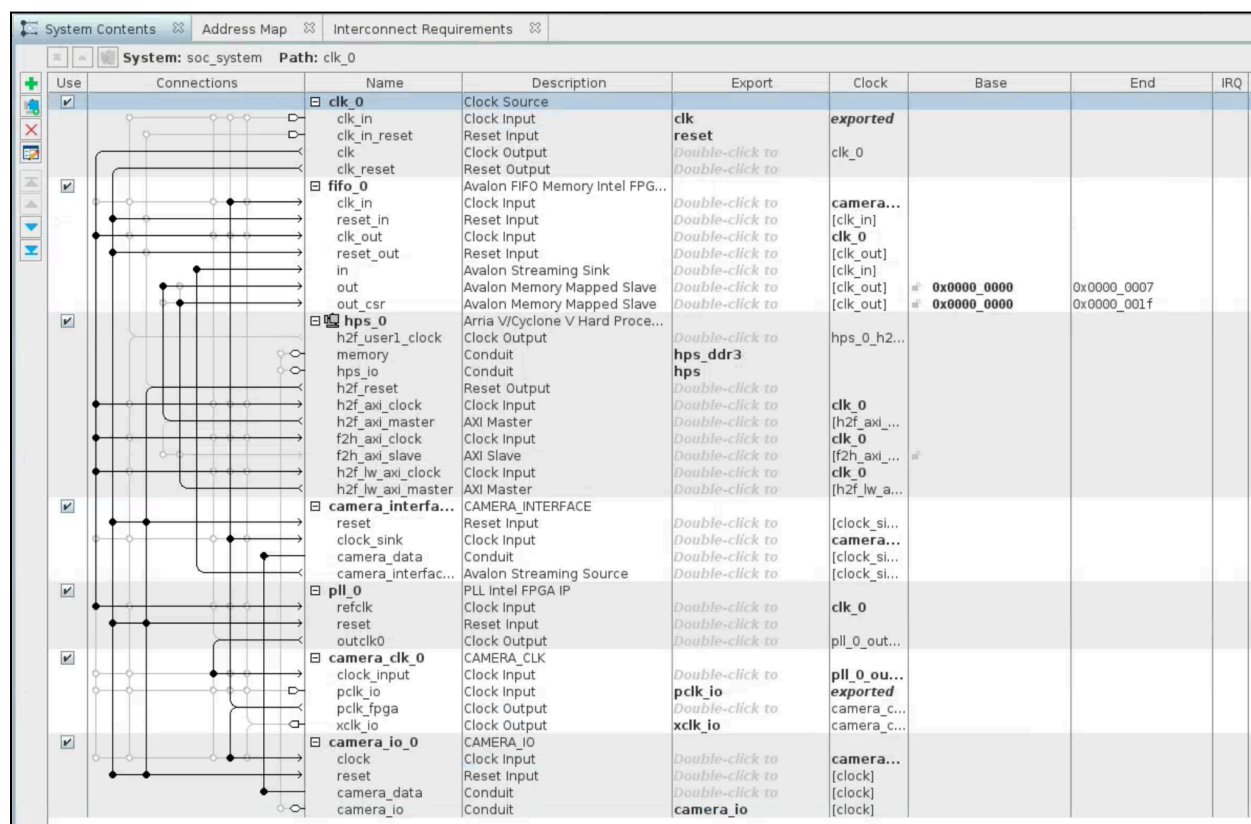 System Contents Address Map Interconnect Requirements
System: soc_system Path: clk_0
Use Connections Name Description Export Clock Base End IRQ
clk_0 Clock Source
clk_in Clock Input clk exported
clk_in_reset Reset Input reset
clk Clock Output Double-click to clk_0
clk_reset Reset Output Double-click to
fifo_0 Avalon FIFO Memory Intel FPG...
clk_in Clock Input Double-click to camera...
reset_in Reset Input Double-click to [clk_in]
clk_out Clock Input Double-click to clk_0
reset_out Reset Input Double-click to [clk_out]
in Avalon Streaming Sink Double-click to [clk_in]
out Avalon Memory Mapped Slave Double-click to [clk_out] 0x0000_0000 0x0000_0007
out_csr Avalon Memory Mapped Slave Double-click to [clk_out] 0x0000_0000 0x0000_001f
hps_0 Arria V/Cyclone V Hard Proce...
h2f_user1_clock Clock Output Double-click to hps_0_h2...
memory Conduit hps_ddr3
hps_io Conduit hps
h2f_reset Reset Output Double-click to
h2f_axi_clock Clock Input Double-click to clk_0
h2f_axi_master AXI Master Double-click to [h2f_axi_...
f2h_axi_clock Clock Input Double-click to clk_0
f2h_axi_slave AXI Slave Double-click to [f2h_axi_...
h2f_lw_axi_clock Clock Input Double-click to clk_0
h2f_lw_axi_master AXI Master Double-click to [h2f_lw_a...
camera_interfa... CAMERA_INTERFACE
reset Reset Input Double-click to [clock_si...
clock_sink Clock Input Double-click to camera...
camera_data Conduit Double-click to [clock_si...
camera_interfac... Avalon Streaming Source Double-click to [clock_si...
pll_0 PLL Intel FPGA IP
refclk Clock Input Double-click to clk_0
reset Reset Input Double-click to
outclk0 Clock Output Double-click to pll_0_out...
camera_clk_0 CAMERA_CLK
clock_input Clock Input Double-click to pll_0_ou...
pclk_io Clock Input pclk_io exported
pclk_fpga Clock Output Double-click to camera_c...
xclk_io Clock Output xclk_io camera_c...
camera_io_0 CAMERA_IO
clock Clock Input Double-click to camera...
reset Reset Input Double-click to [clock]
camera_data Conduit Double-click to [clock]
camera_io Conduit camera_io [clock]